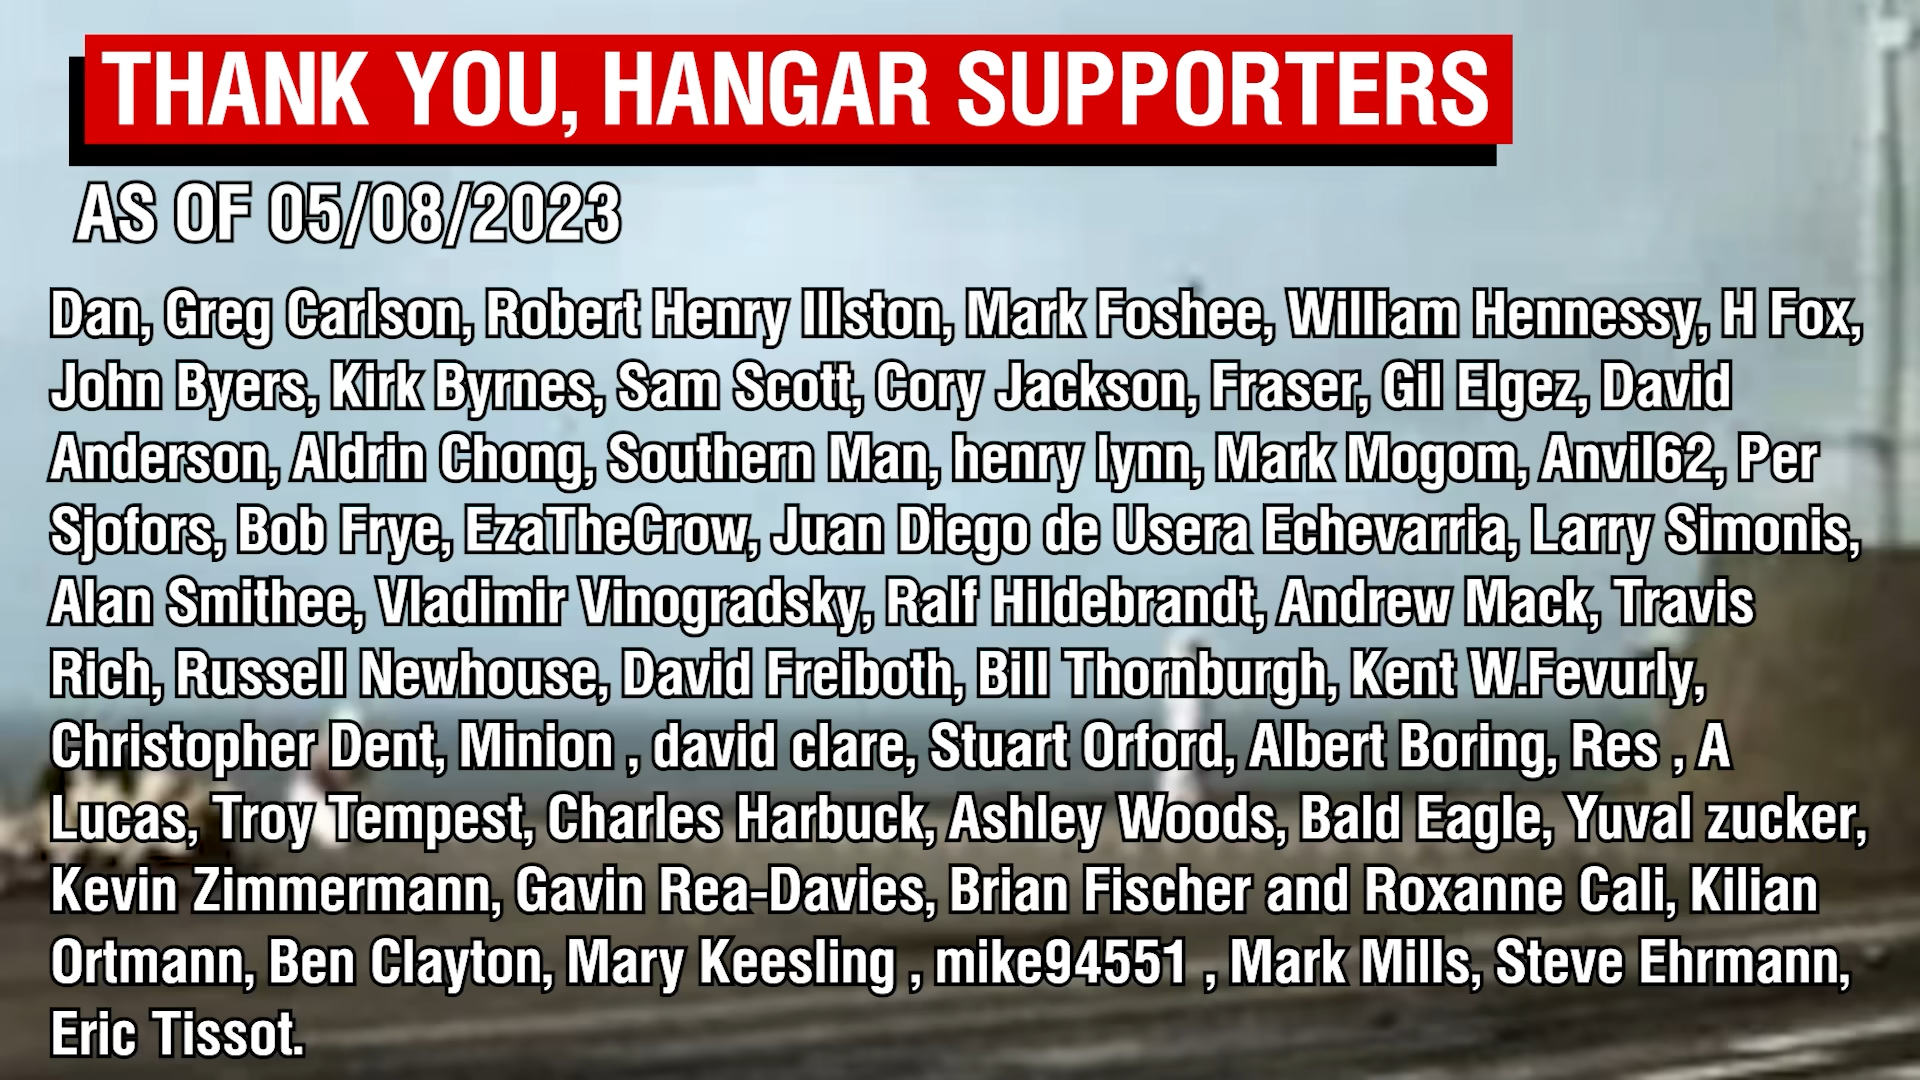 THANK YOU, HANGAR SUPPORTERS
AS OF 05/08/2023
Dan, Greg Carlson, Robert Henry Illston, Mark Foshee, William Hennessy, H Fox,
John Byers, Kirk Byrnes, Sam Scott, Cory Jackson, Fraser, Gil Elgez, David
Anderson, Aldrin Chong, Southern Man, henry lynn, Mark Mogom, Anvil62, Per
Sjofors, Bob Frye, EzaTheCrow, Juan Diego de Usera Echevarria, Larry Simonis,
Alan Smithee, Vladimir Vinogradsky, Ralf Hildebrandt, Andrew Mack, Travis
Rich, Russell Newhouse, David Freiboth, Bill Thornburgh, Kent W.Fevurly,
Christopher Dent, Minion , david clare, Stuart Orford, Albert Boring, Res , A
Lucas, Troy Tempest, Charles Harbuck, Ashley Woods, Bald Eagle, Yuval zucker,
Kevin Zimmermann, Gavin Rea-Davies, Brian Fischer and Roxanne Cali, Kilian
Ortmann, Ben Clayton, Mary Keesling , mike94551 , Mark Mills, Steve Ehrmann,
Eric Tissot.